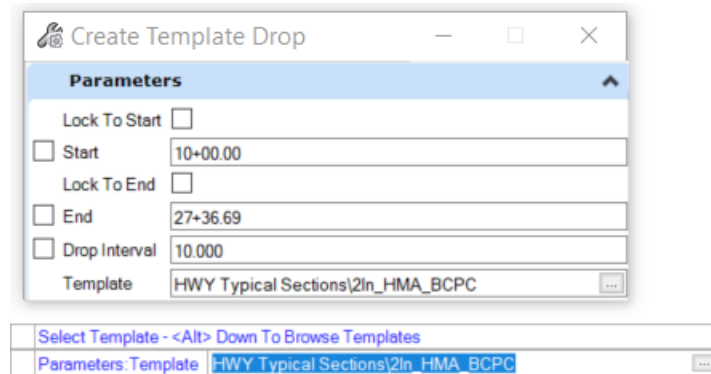 Create Template Drop
Parameters
Lock To Start
Start 10+00.00
Lock To End
End 27+36.69
Drop Interval 10.000
Template HWY Typical Sections\2ln_HMA_BCPC ...
Select Template - <Alt> Down To Browse Templates
Parameters:Template HWY Typical Sections\2ln_HMA_BCPC ...